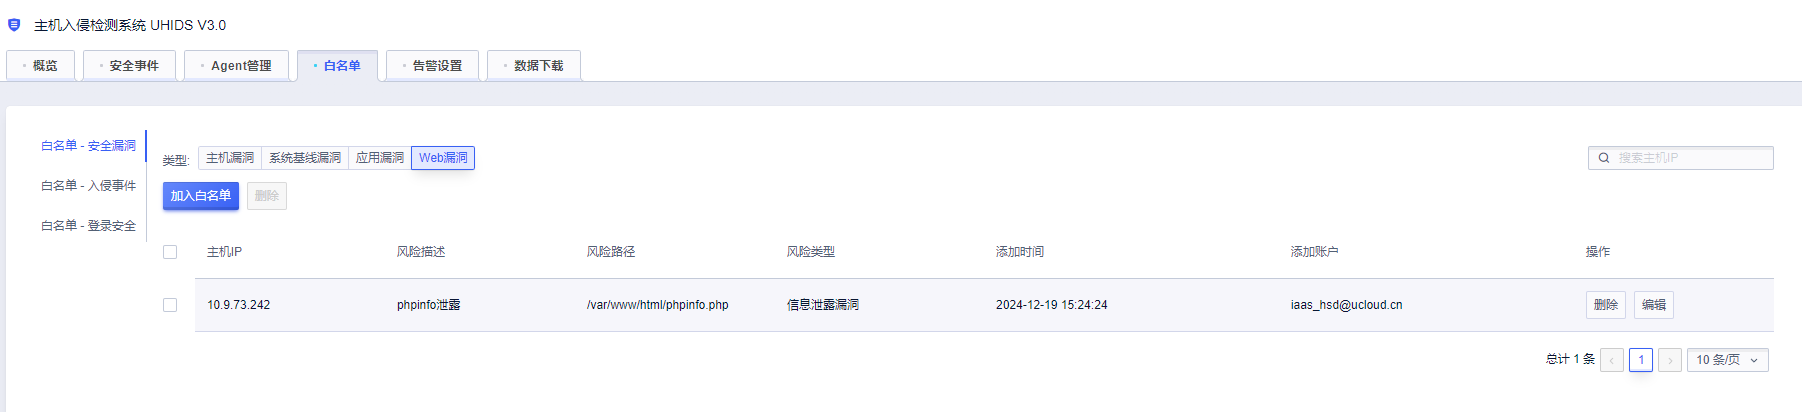 主机入侵检测系统 UHIDS V3.0
概览 安全事件 Agent管理 白名单 告警设置 数据下载
白名单 - 安全漏洞
白名单 - 入侵事件
白名单 - 登录安全
类型: 主机漏洞 系统基线漏洞 应用漏洞 Web漏洞 搜索主机IP
加入白名单 删除
主机IP 风险描述 风险路径 风险类型 添加时间 添加账户 操作
10.9.73.242 phpinfo泄露 /var/www/html/phpinfo.php 信息泄露漏洞 2024-12-19 15:24:24 iaas_hsd@ucloud.cn 删除 编辑
总计 1 条 1 10 条/页